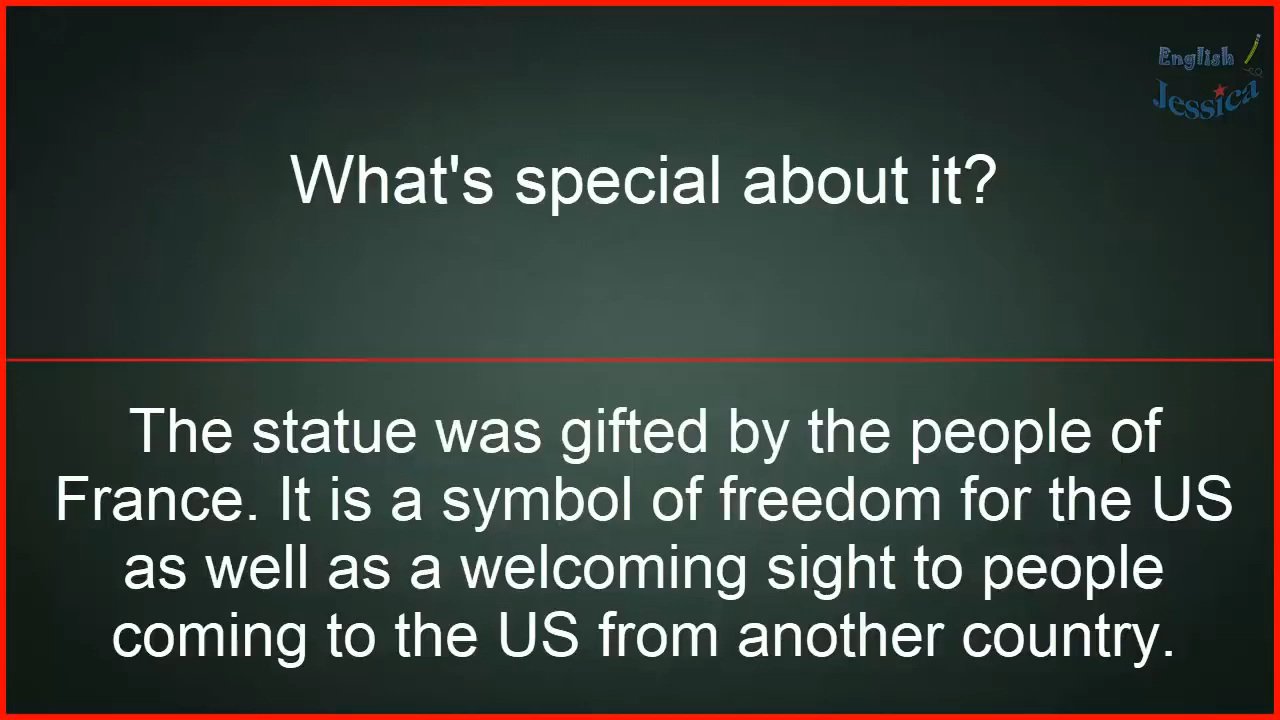 English
Jessica
What's special about it?
The statue was gifted by the people of
France. It is a symbol of freedom for the US
as well as a welcoming sight to people
coming to the US from another country.